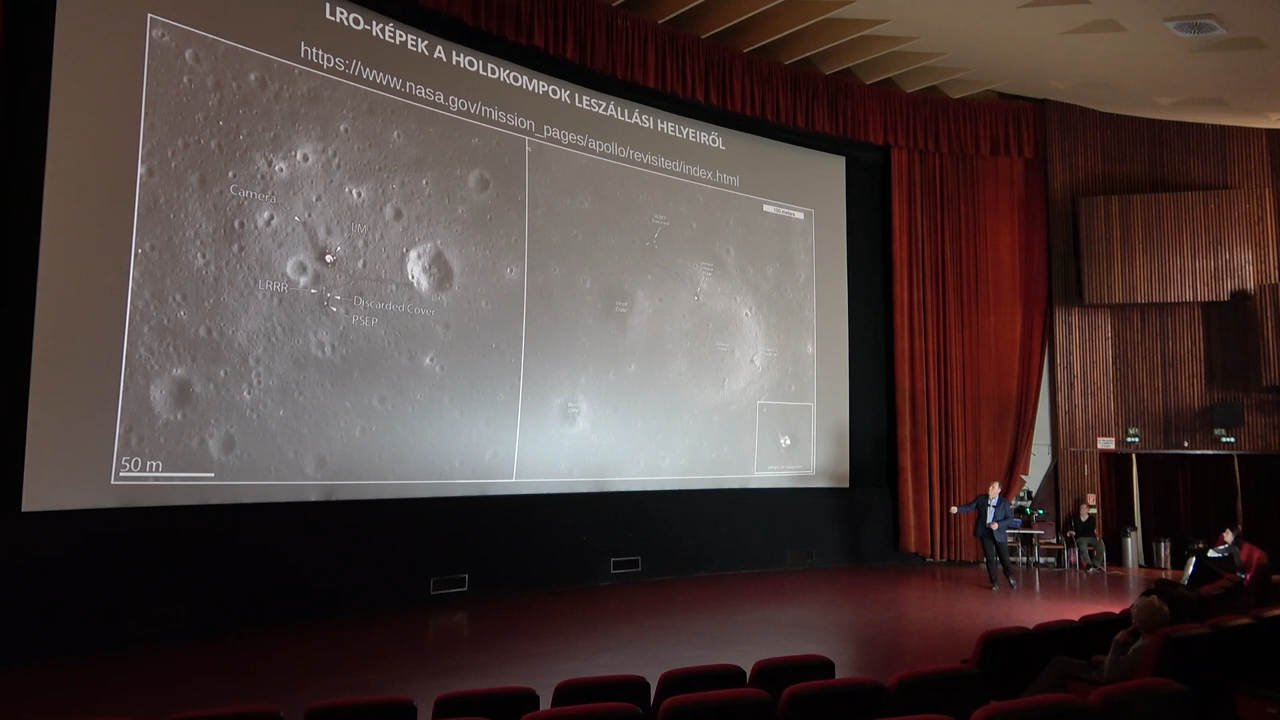 LRO-KÉPEK A HOLDKOMPOK LESZÁLLÁSI HELYEIRŐL
https://www.nasa.gov/mission_pages/apollo/revisited/index.html
Camera
LM
LRRR
Discarded Cover
PSEP
50 m